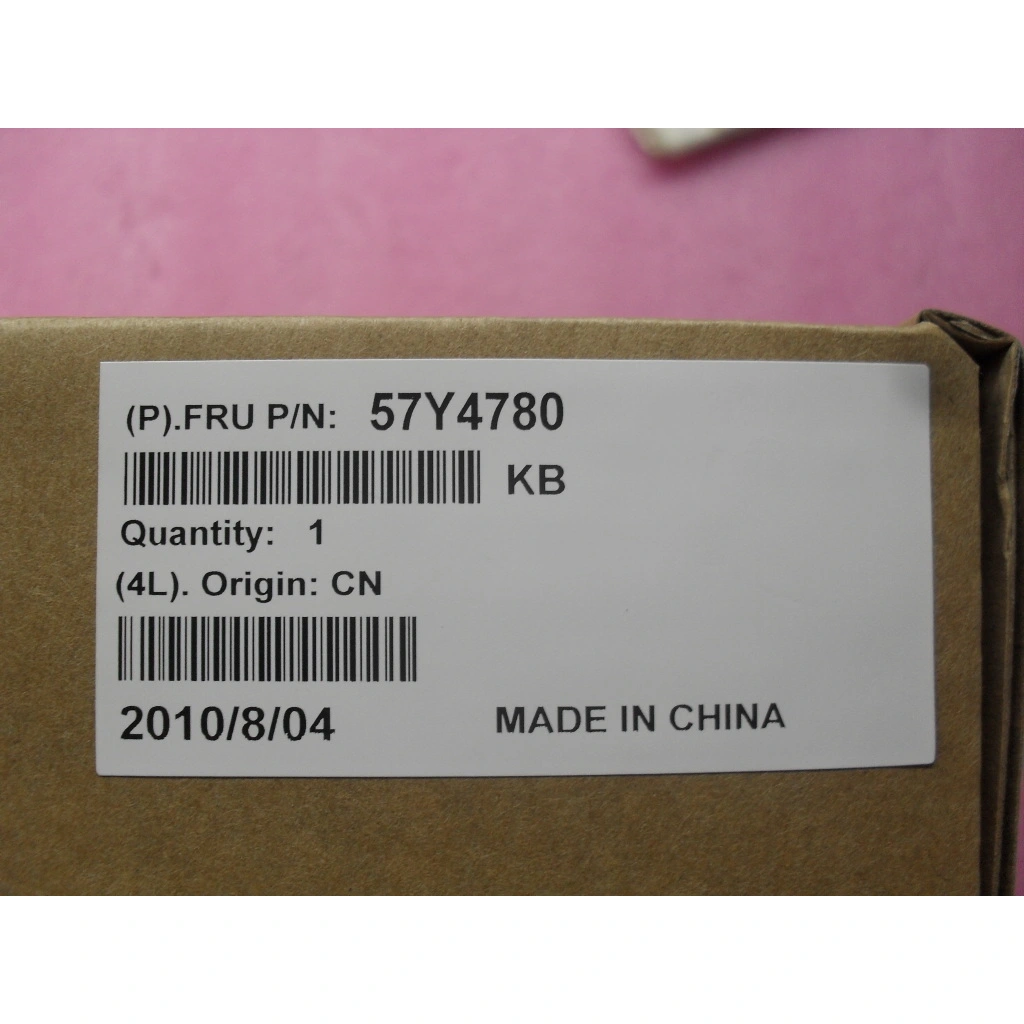 (P).FRU P/N: 57Y4780
KB
Quantity: 1
(4L). Origin: CN
2010/8/04 MADE IN CHINA